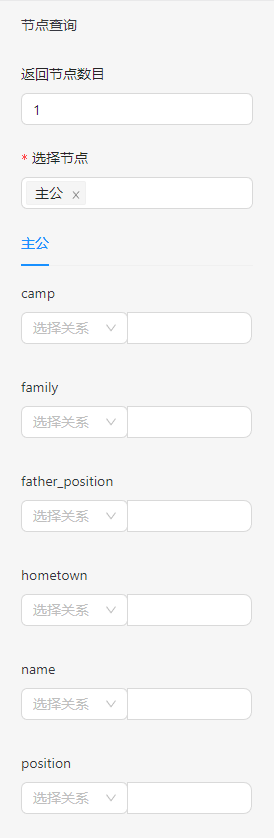 节点查询
返回节点数目
1
* 选择节点
主公 ×
主公
camp
选择关系
family
选择关系
father_position
选择关系
hometown
选择关系
name
选择关系
position
选择关系